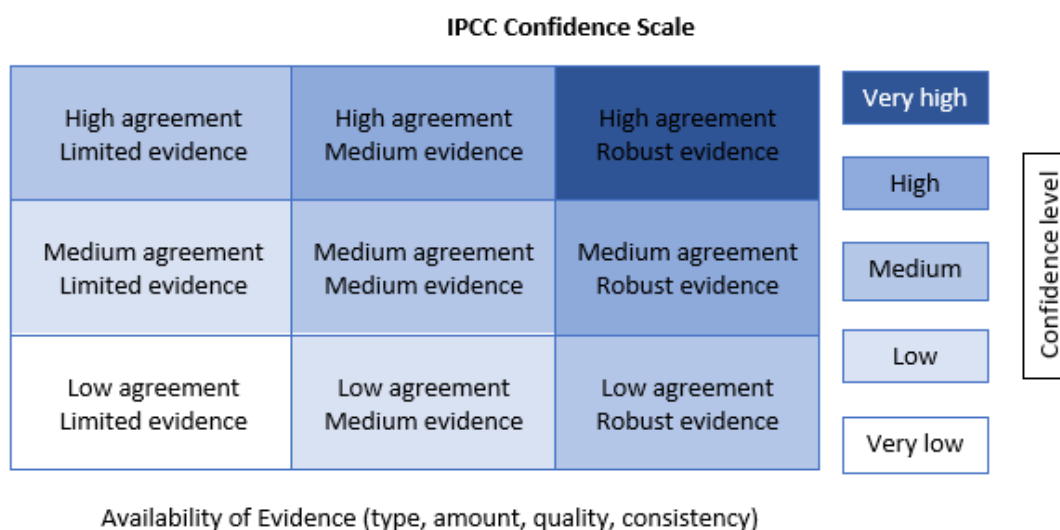 IPCC Confidence Scale
High agreement
Limited evidence
High agreement
Medium evidence
High agreement
Robust evidence
Medium agreement
Limited evidence
Medium agreement
Medium evidence
Medium agreement
Robust evidence
Low agreement
Limited evidence
Low agreement
Medium evidence
Low agreement
Robust evidence
Very high
High
Medium
Low
Very low
Confidence level
Availability of Evidence (type, amount, quality, consistency)